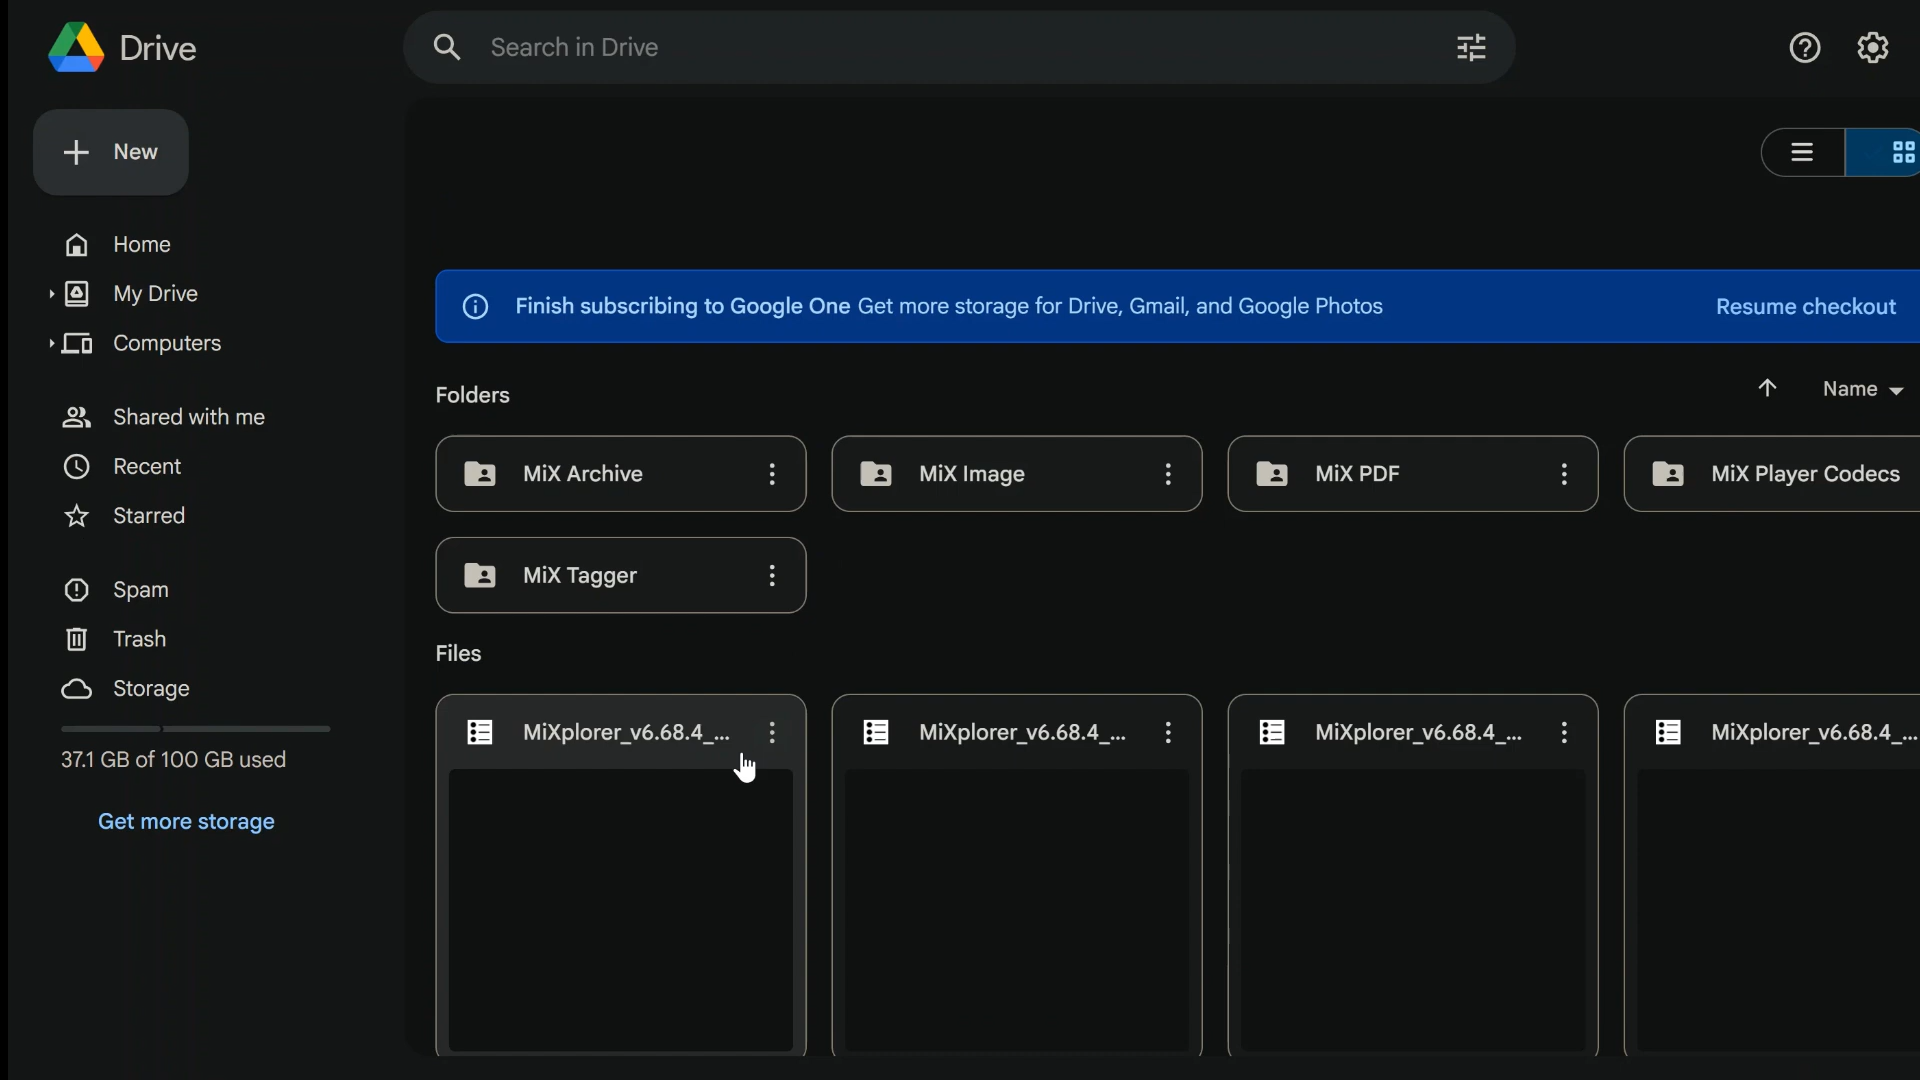 Drive
Search in Drive
New
Home
My Drive
Computers
Shared with me
Recent
Starred
Spam
Trash
Storage
37.1 GB of 100 GB used
Get more storage
Finish subscribing to Google One Get more storage for Drive, Gmail, and Google Photos
Resume checkout
Folders
Name
MiX Archive
MiX Image
MiX PDF
MiX Player Codecs
MiX Tagger
Files
MiXplorer_v6.68.4_...
MiXplorer_v6.68.4_...
MiXplorer_v6.68.4_...
MiXplorer_v6.68.4_...